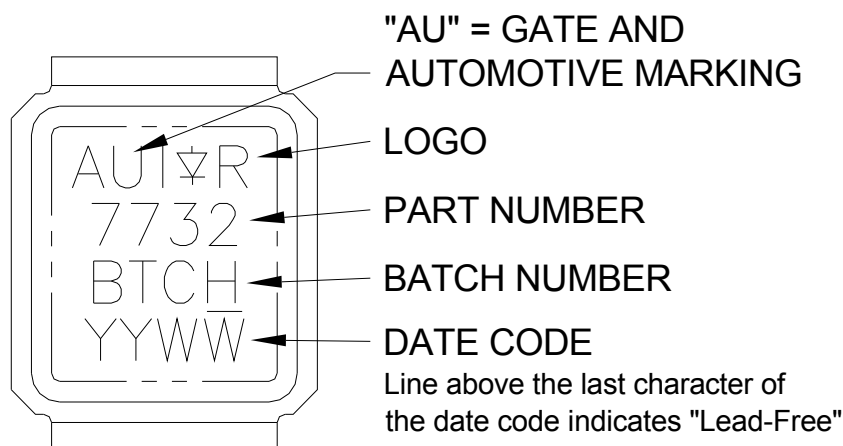 "AU" = GATE AND
AUTOMOTIVE MARKING
AUI R
LOGO
7732
PART NUMBER
BTCH
BATCH NUMBER
YYWW
DATE CODE
Line above the last character of
the date code indicates "Lead-Free"